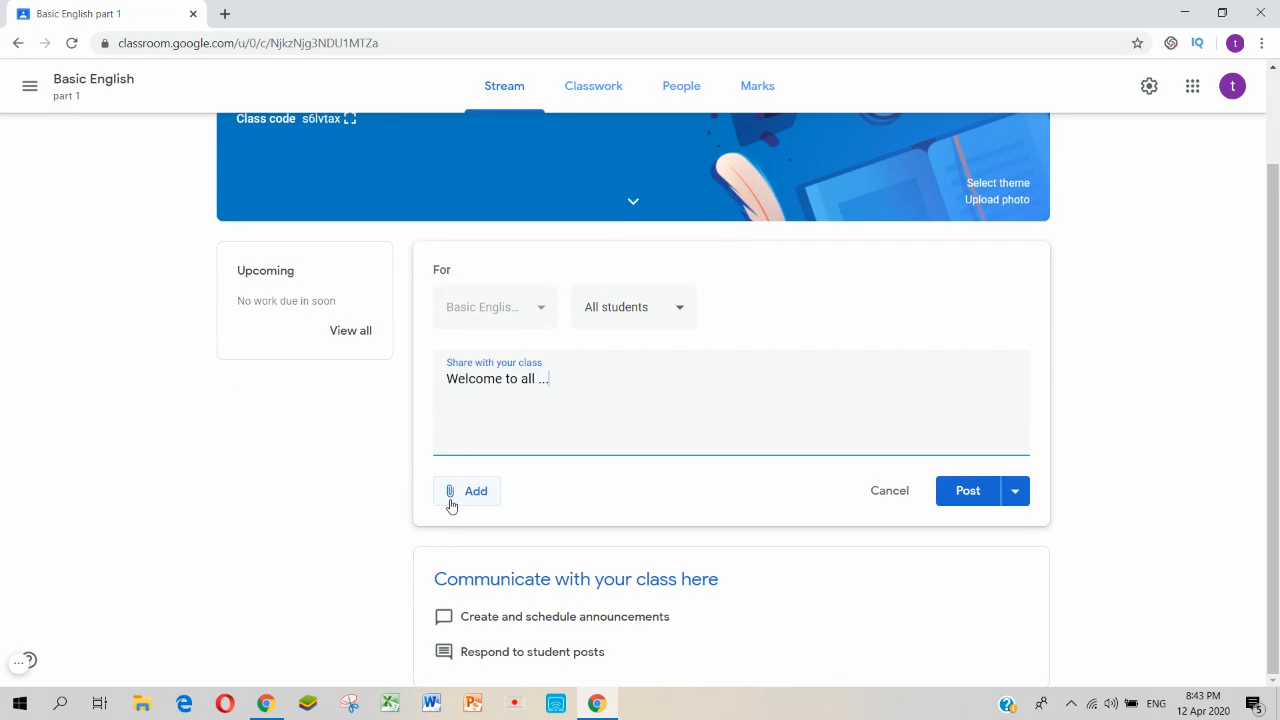 Basic English part 1
classroom.google.com/u/0/c/NjkzNjg3NDU1MTZa
IQ
t
Basic English
part 1
Stream
Classwork
People
Marks
t
Class code s6lvtax
Select theme
Upload photo
Upcoming
No work due in soon
View all
For
Basic Englis...
All students
Share with your class
Welcome to all ...
Add
Cancel
Post
Communicate with your class here
Create and schedule announcements
Respond to student posts
ENG
8:43 PM
12 Apr 2020
5